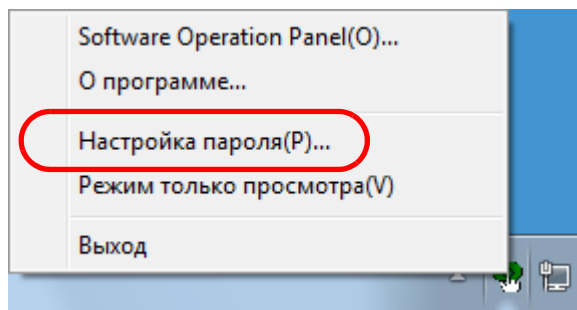 Software Operation Panel(O)...
О программе...
Настройка пароля(P)...
Режим только просмотра(V)
Выход